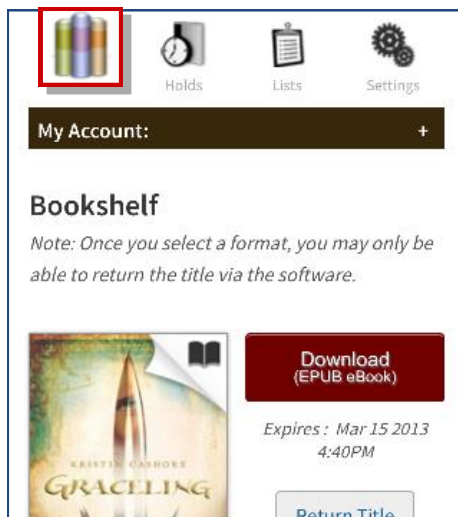 Holds Lists Settings
My Account: +
Bookshelf
Note: Once you select a format, you may only be
able to return the title via the software.
Download
(EPUB eBook)
Expires : Mar 15 2013
4:40PM
KRISTIN CASHORE
GRACELING
Return Title